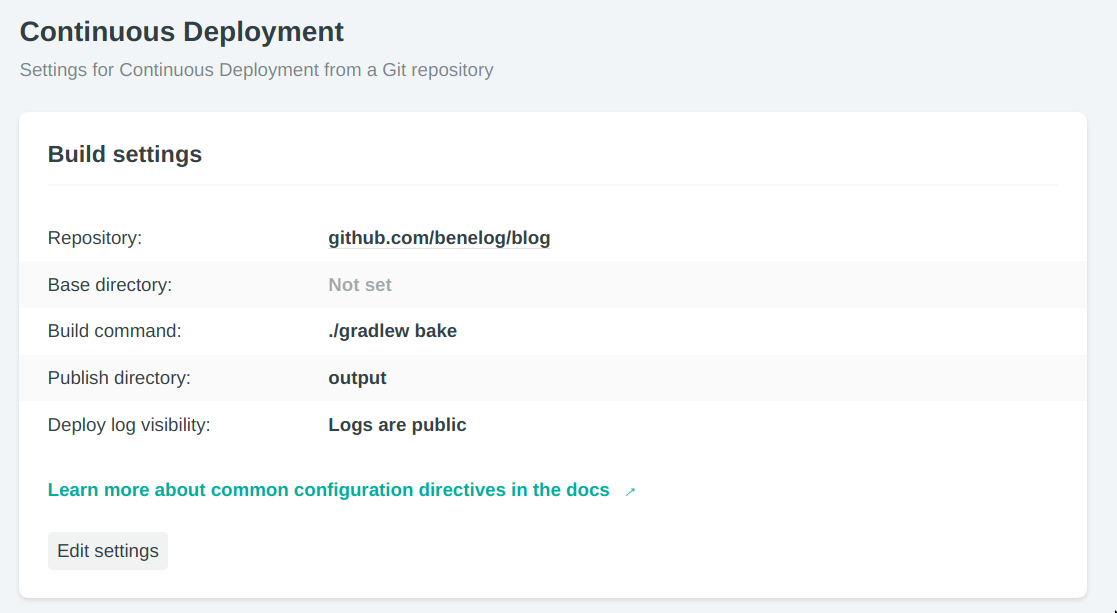 Continuous Deployment
Settings for Continuous Deployment from a Git repository
Build settings
Repository: github.com/benelog/blog
Base directory: Not set
Build command: ./gradlew bake
Publish directory: output
Deploy log visibility: Logs are public
Learn more about common configuration directives in the docs →
Edit settings